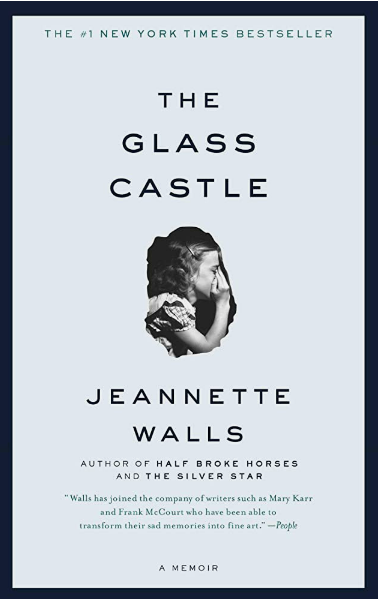 THE #1 NEW YORK TIMES BESTSELLER
THE
GLASS
CASTLE
JEANNETTE
WALLS
AUTHOR OF HALF BROKE HORSES
AND THE SILVER STAR
"Walls has joined the company of writers such as Mary Karr
and Frank McCourt who have been able to
transform their sad memories into fine art." —People
A MEMOIR